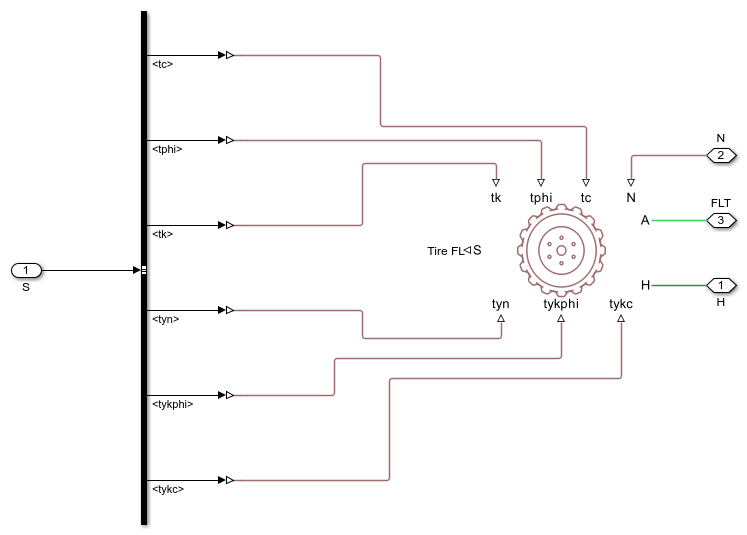 <tc>
N
<tphi>
2
tk
tphi
tc
N
FLT
A
3
<tk>
Tire FL
S
1
S
H
1
H
<tyn>
tyn
tykphi
tykc
<tykphi>
<tykc>